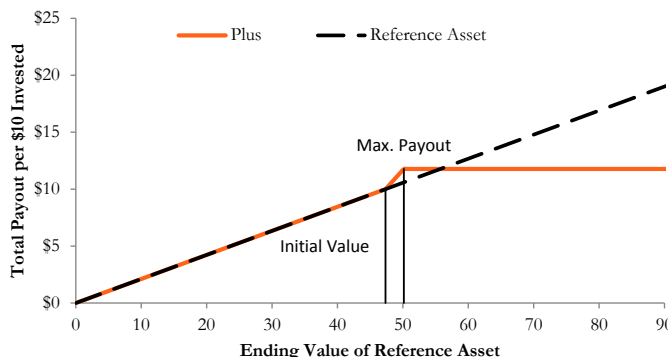 Total Payout per $10 Invested
$25
$20
$15
$10
$5
$0
Plus
Reference Asset
Max. Payout
Initial Value
0 10 20 30 40 50 60 70 80 90
Ending Value of Reference Asset